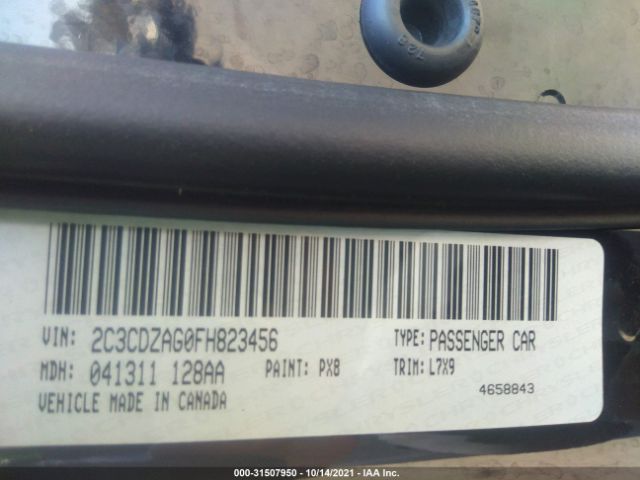 VIN: 2C3CDZAG0FH823456 TYPE: PASSENGER CAR
MDH: 041311 128AA PAINT: PX8 TRIM: L7X9
VEHICLE MADE IN CANADA 4658843
000-31507950 - 10/14/2021 - IAA Inc.